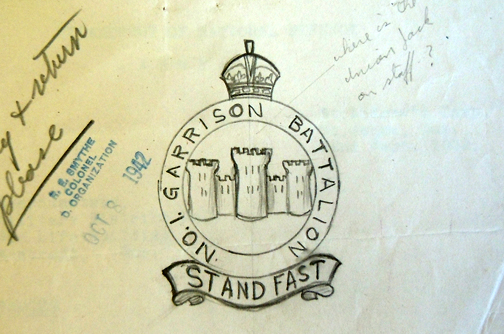 & return
please
R. E. SMYTHE
COLONEL
D. ORGANIZATION
OCT 8 1942
where is the
Union Jack
on staff?
NO. 1 GARRISON BATTALION
STAND FAST